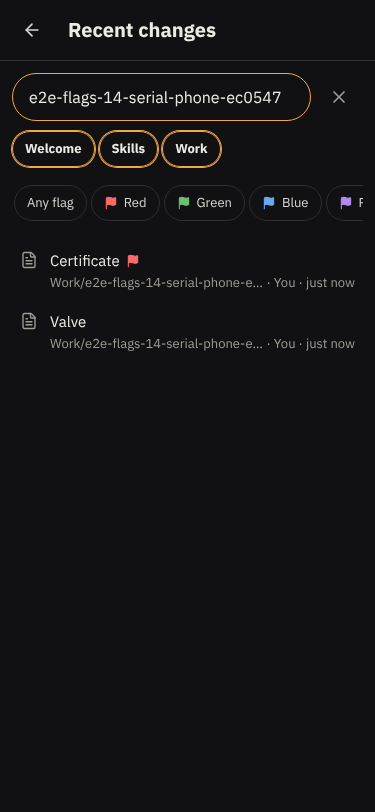 Recent changes
e2e-flags-14-serial-phone-ec0547
Welcome Skills Work
Any flag Red Green Blue
Certificate
Work/e2e-flags-14-serial-phone-e... · You · just now
Valve
Work/e2e-flags-14-serial-phone-e... · You · just now